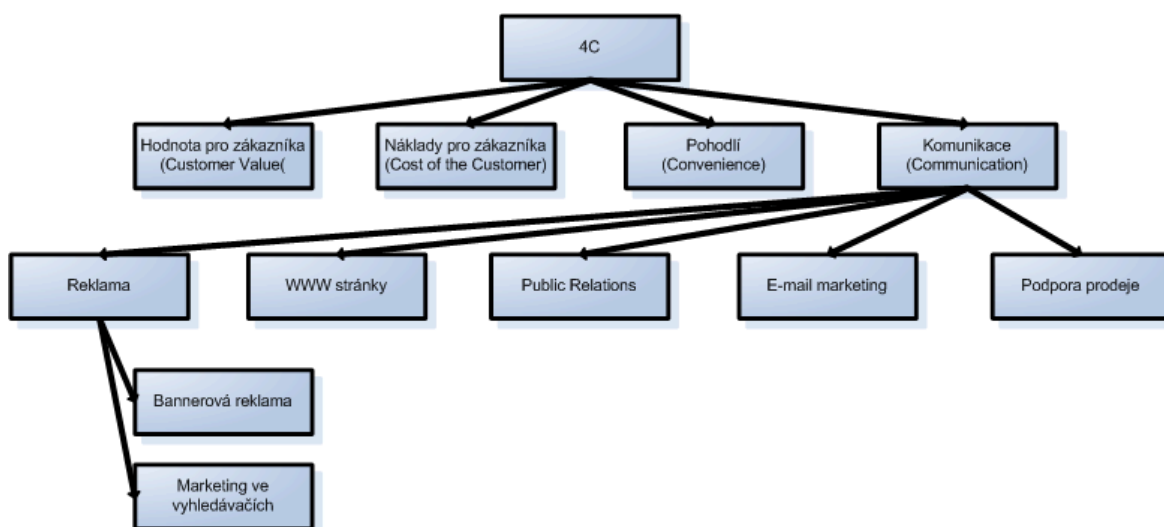 4C
Hodnota pro zákazníka
(Customer Value(
Náklady pro zákazníka
(Cost of the Customer)
Pohodlí
(Convenience)
Komunikace
(Communication)
Reklama
WWW stránky
Public Relations
E-mail marketing
Podpora prodeje
Bannerová reklama
Marketing ve
vyhledávačích